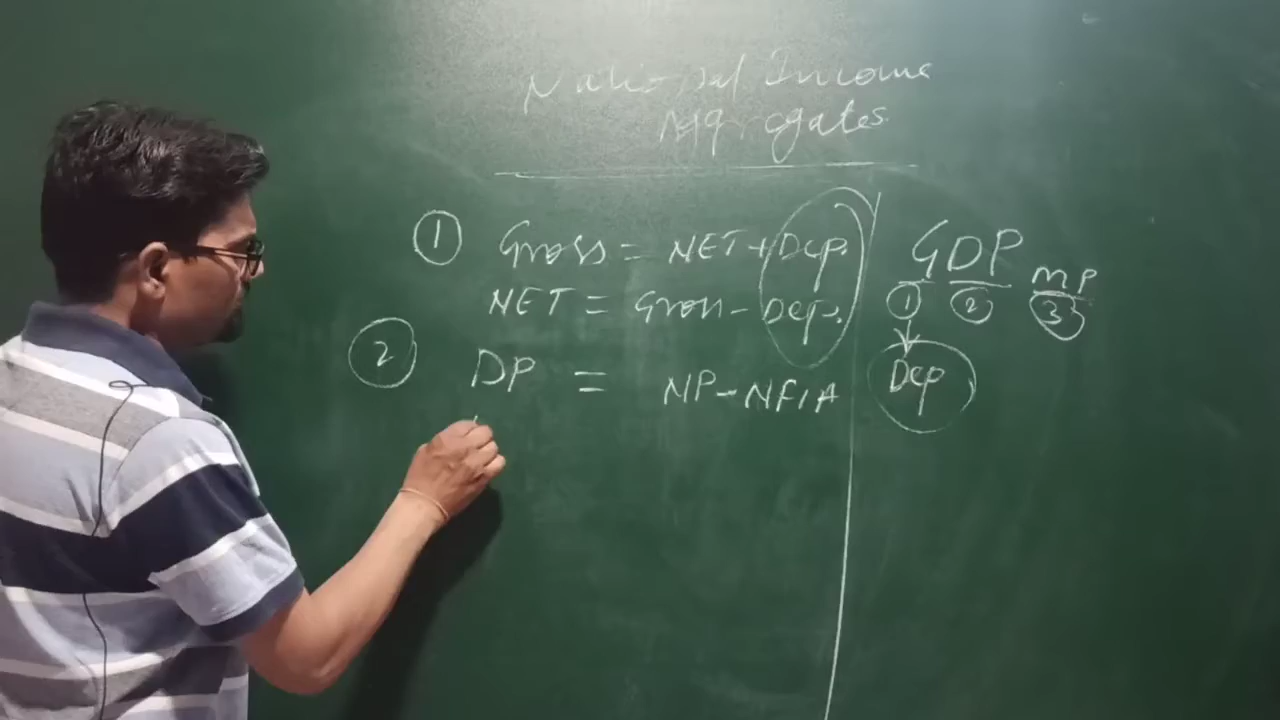 National Income
Aggregates
① Gross = NET + Dep.
NET = Gross - Dep.
② DP = NP - NFIA
GDP MP
① ② ③
Dep